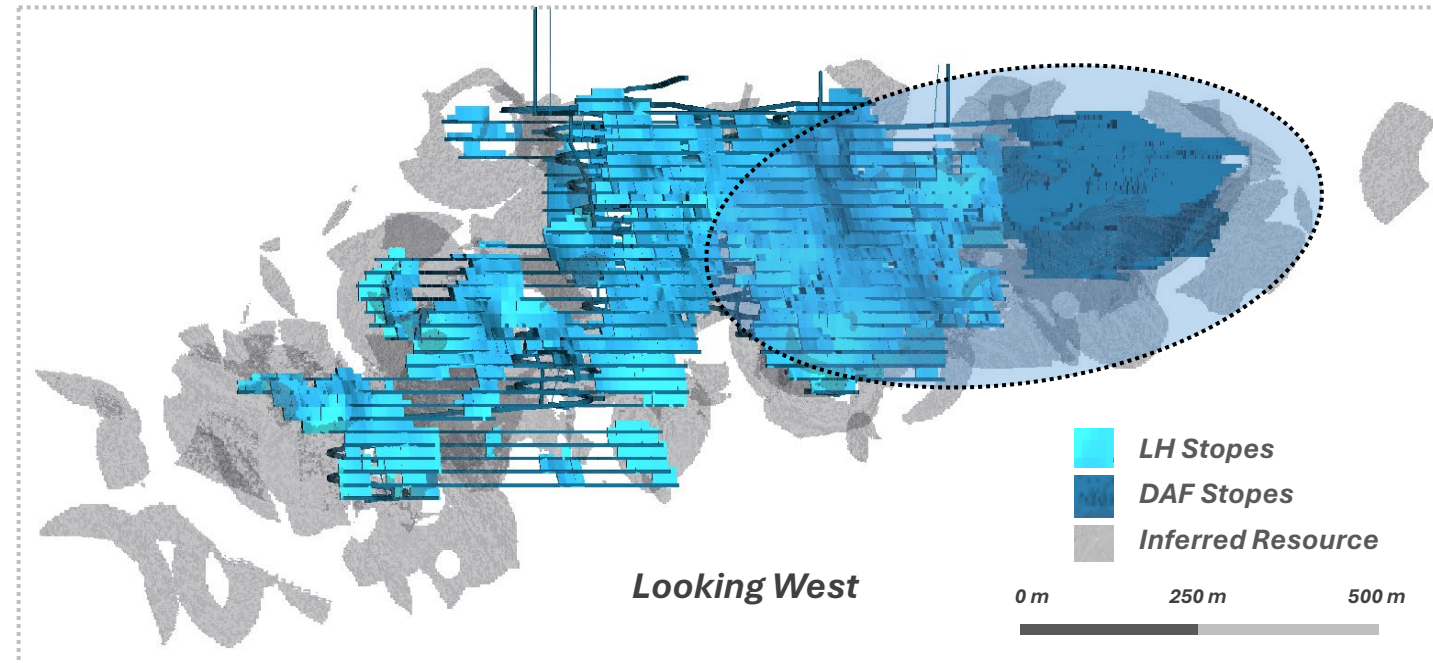 LH Stopes
DAF Stopes
Inferred Resource
Looking West
0 m 250 m 500 m